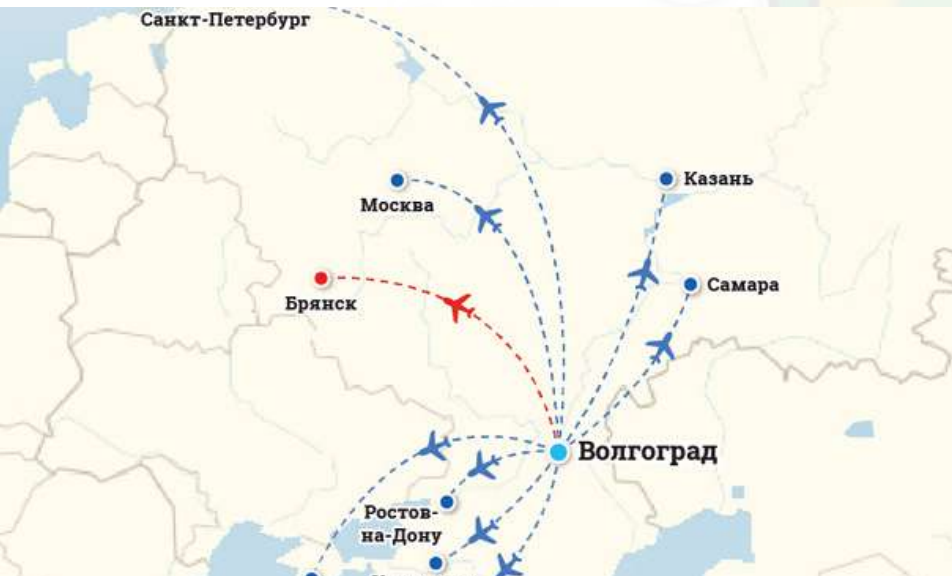 Санкт-Петербург
Казань
Москва
Самара
Брянск
Волгоград
Ростов-
на-Дону